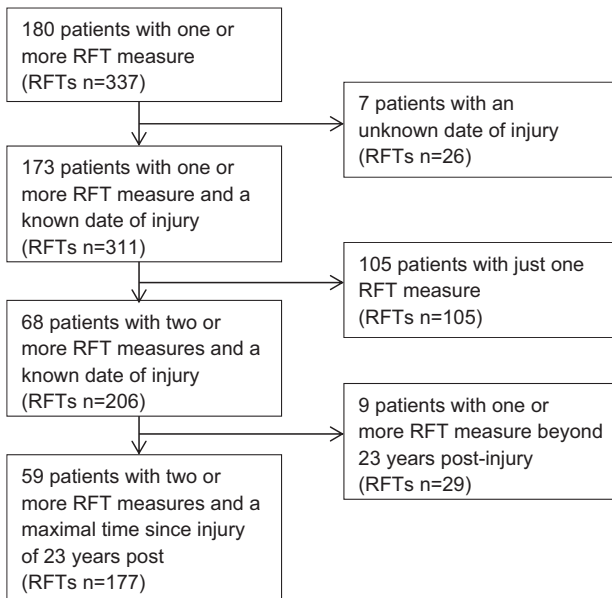 180 patients with one or
more RFT measure
(RFTs n=337)
7 patients with an
unknown date of injury
(RFTs n=26)
173 patients with one or
more RFT measure and a
known date of injury
(RFTs n=311)
105 patients with just one
RFT measure
(RFTs n=105)
68 patients with two or
more RFT measures and a
known date of injury
(RFTs n=206)
9 patients with one or
more RFT measure beyond
23 years post-injury
(RFTs n=29)
59 patients with two or
more RFT measures and a
maximal time since injury
of 23 years post
(RFTs n=177)